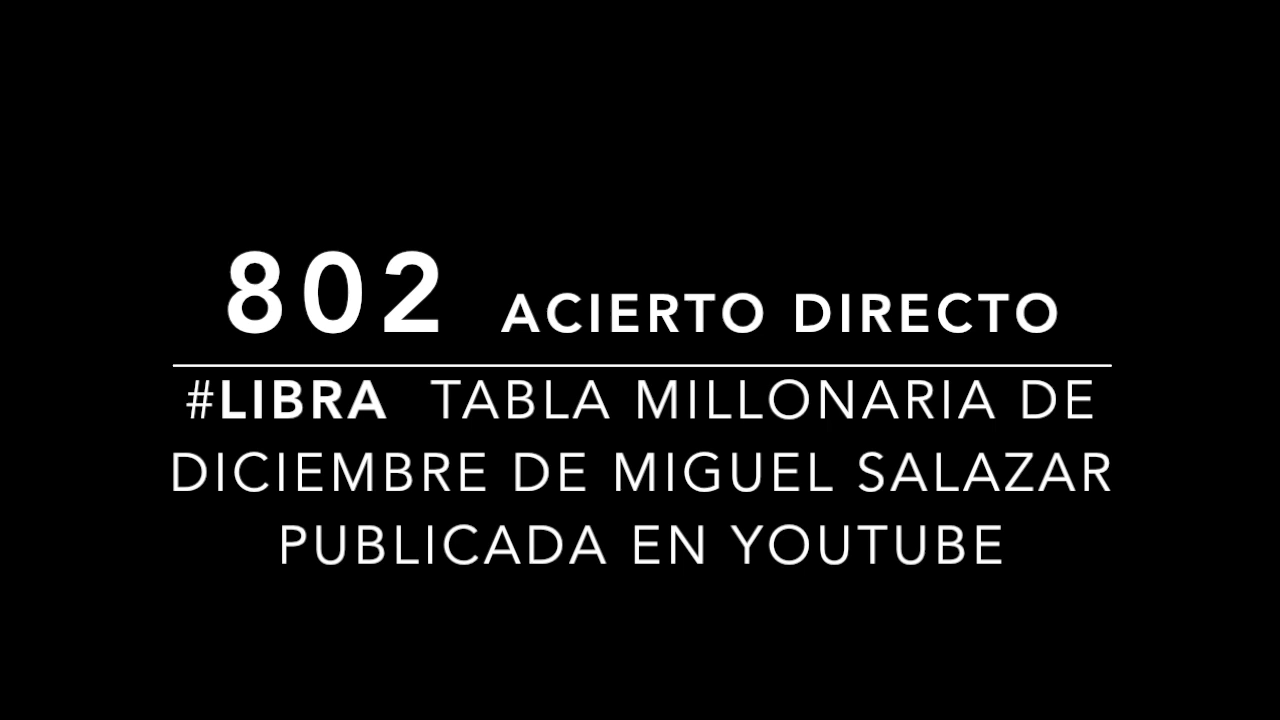 802 ACIERTO DIRECTO
#LIBRA TABLA MILLONARIA DE
DICIEMBRE DE MIGUEL SALAZAR
PUBLICADA EN YOUTUBE